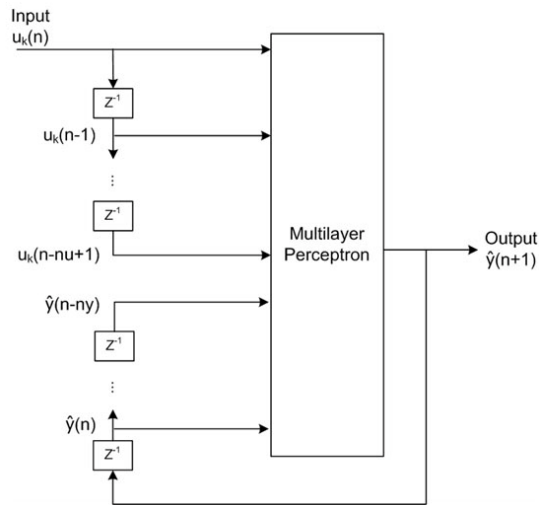 Input
uₖ(n)
Z⁻¹
uₖ(n-1)
...
Z⁻¹
uₖ(n-nu+1)
Multilayer
Perceptron
Output
ŷ(n+1)
ŷ(n-ny)
Z⁻¹
...
ŷ(n)
Z⁻¹